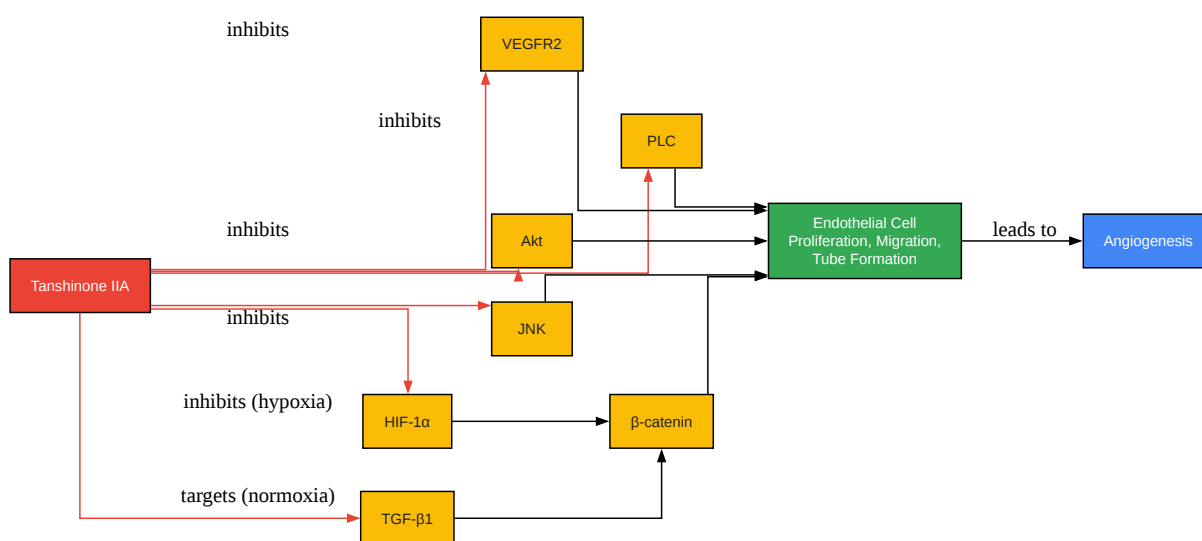 inhibits
VEGFR2
inhibits
PLC
inhibits
Akt
Endothelial Cell
Proliferation, Migration,
Tube Formation
leads to
Angiogenesis
Tanshinone IIA
inhibits
JNK
inhibits (hypoxia)
HIF-1α
β-catenin
targets (normoxia)
TGF-β1